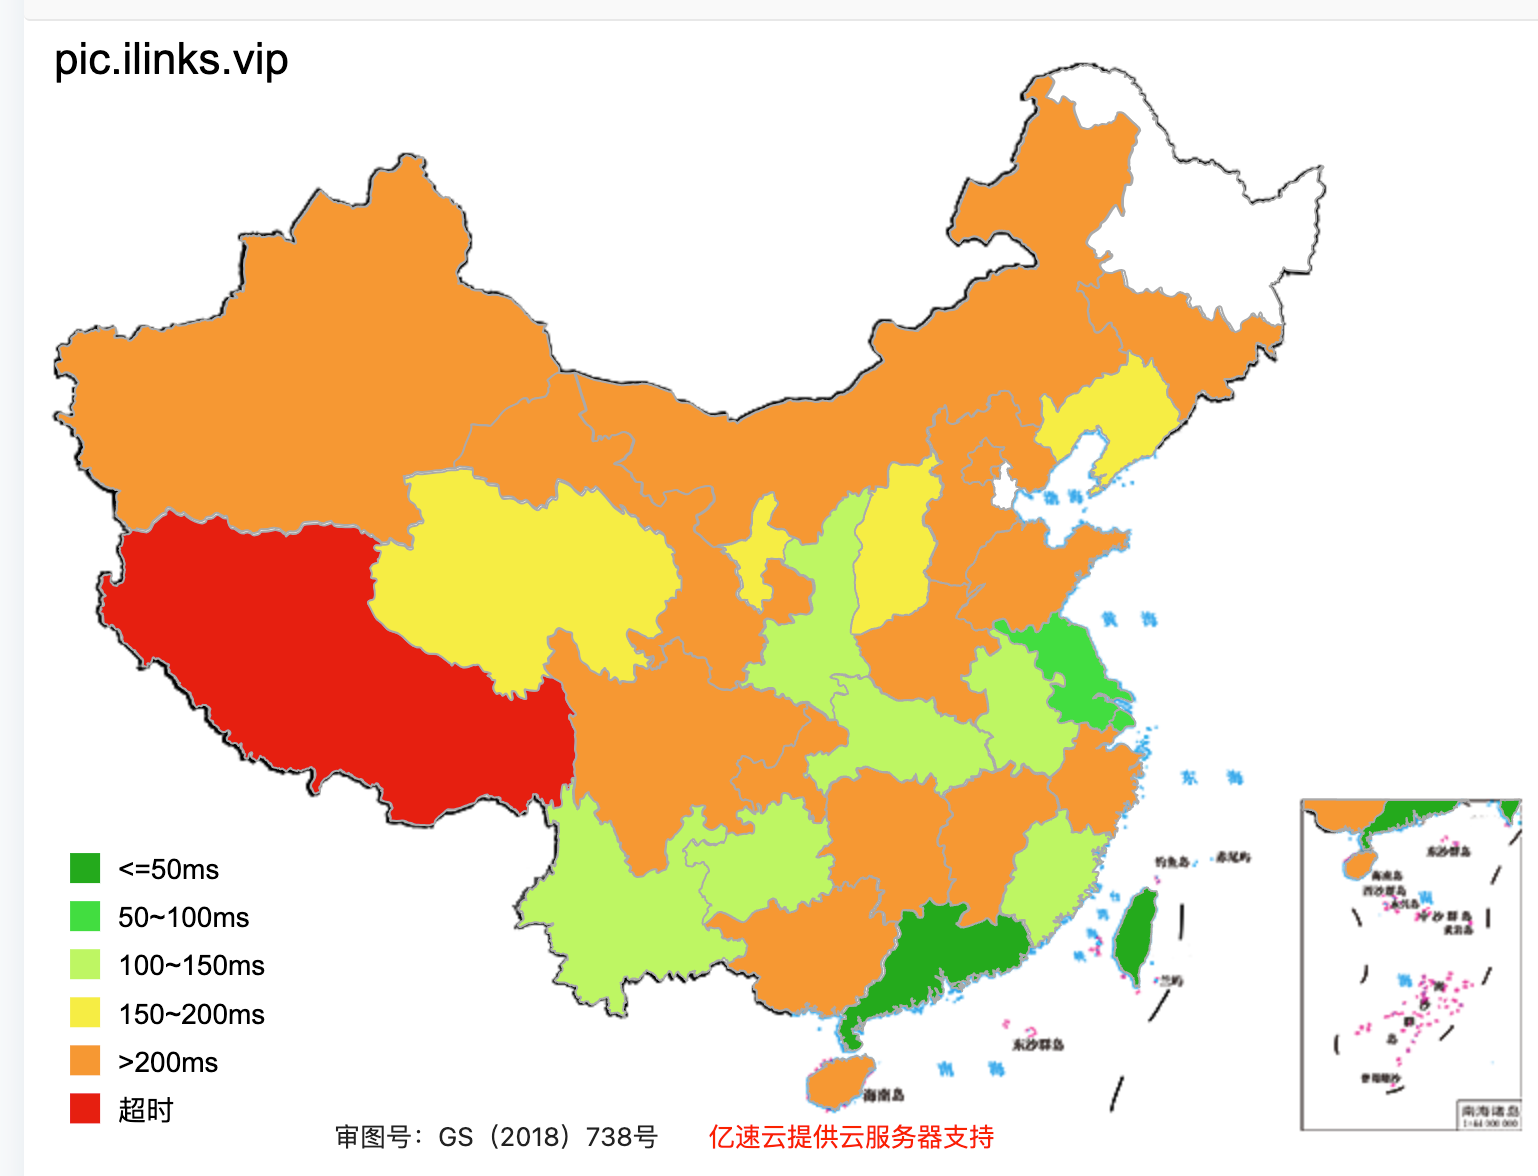 pic.ilinks.vip
渤 海
黄 海
东 海
<=50ms
50~100ms
100~150ms
150~200ms
>200ms
超时
钓鱼岛
赤尾屿
台
湾
海
峡
兰屿
东沙群岛
南 海
海南岛
东沙群岛
海南岛
西沙群岛
永兴岛
南
中沙群岛
黄岩岛
海
南
沙
群
岛
曾母暗沙
南海诸岛
1:44 000 000
审图号：GS（2018）738号
亿速云提供云服务器支持